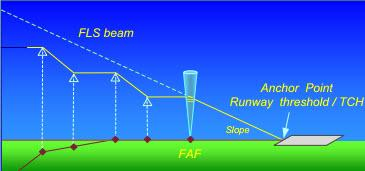 FLS beam
Anchor Point
Runway threshold / TCH
Slope
FAF